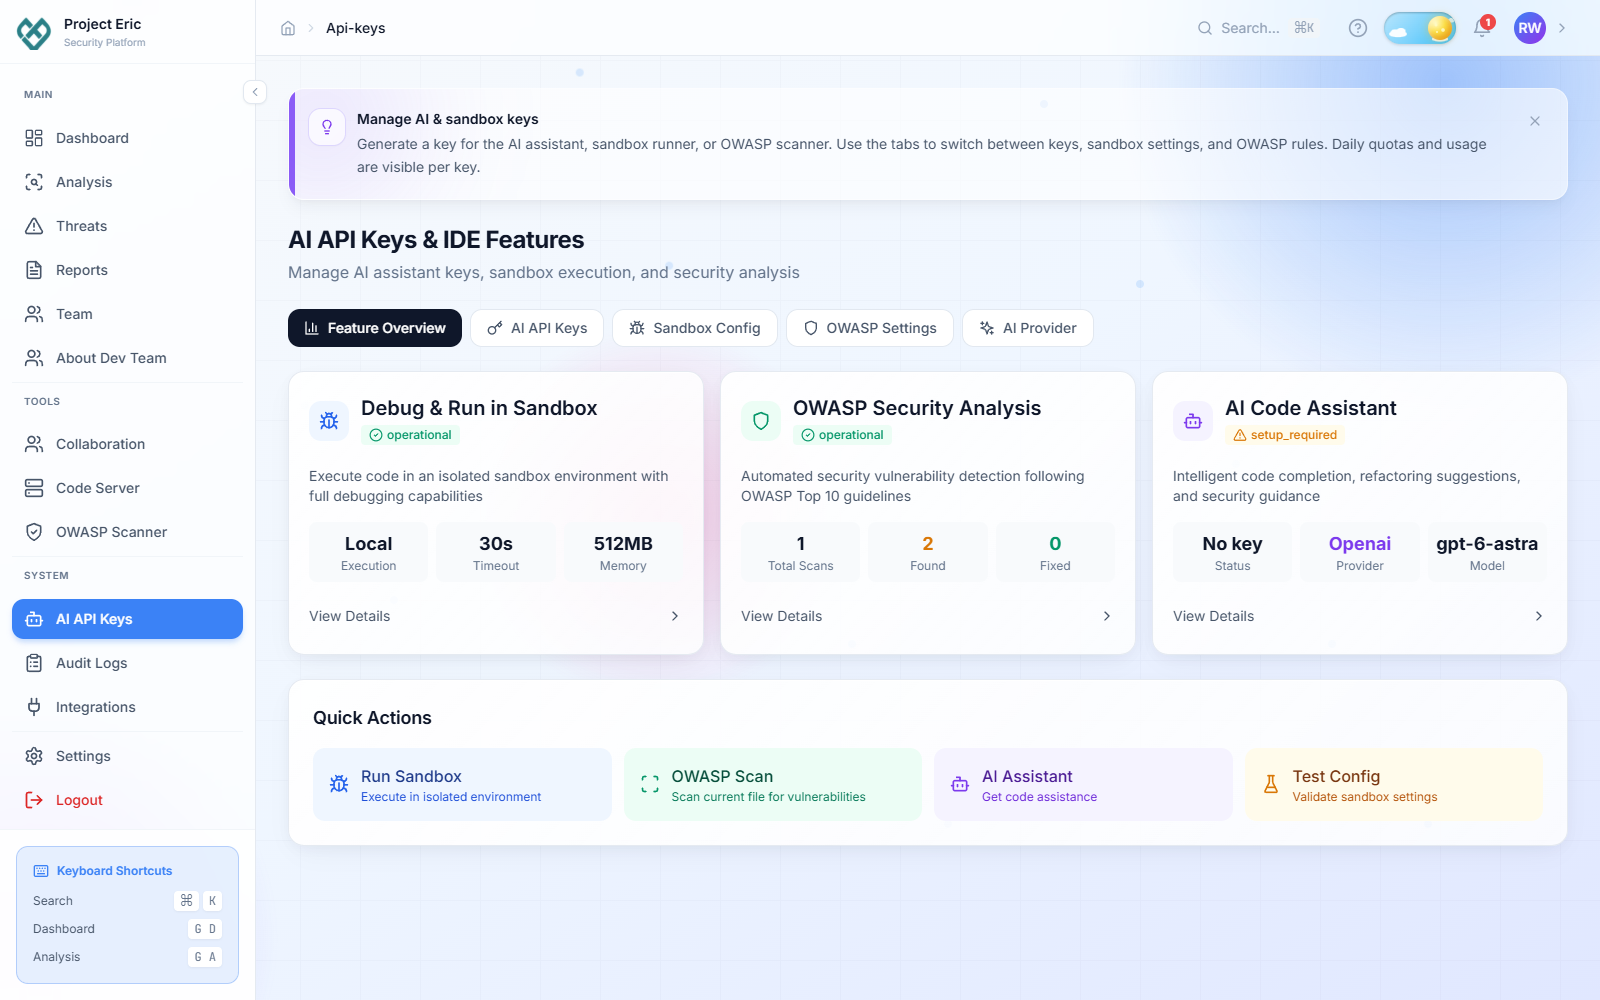 Project Eric
Security Platform
MAIN
Dashboard
Analysis
Threats
Reports
Team
About Dev Team
TOOLS
Collaboration
Code Server
OWASP Scanner
SYSTEM
AI API Keys
Audit Logs
Integrations
Settings
Logout
Keyboard Shortcuts
Search ⌘ K
Dashboard G D
Analysis G A
Api-keys
Search... ⌘K
1
RW
Manage AI & sandbox keys
Generate a key for the AI assistant, sandbox runner, or OWASP scanner. Use the tabs to switch between keys, sandbox settings, and OWASP rules. Daily quotas and usage
are visible per key.
AI API Keys & IDE Features
Manage AI assistant keys, sandbox execution, and security analysis
Feature Overview
AI API Keys
Sandbox Config
OWASP Settings
AI Provider
Debug & Run in Sandbox
operational
Execute code in an isolated sandbox environment with
full debugging capabilities
Local
Execution
30s
Timeout
512MB
Memory
View Details
OWASP Security Analysis
operational
Automated security vulnerability detection following
OWASP Top 10 guidelines
1
Total Scans
2
Found
0
Fixed
View Details
AI Code Assistant
setup_required
Intelligent code completion, refactoring suggestions,
and security guidance
No key
Status
Openai
Provider
gpt-6-astra
Model
View Details
Quick Actions
Run Sandbox
Execute in isolated environment
OWASP Scan
Scan current file for vulnerabilities
AI Assistant
Get code assistance
Test Config
Validate sandbox settings